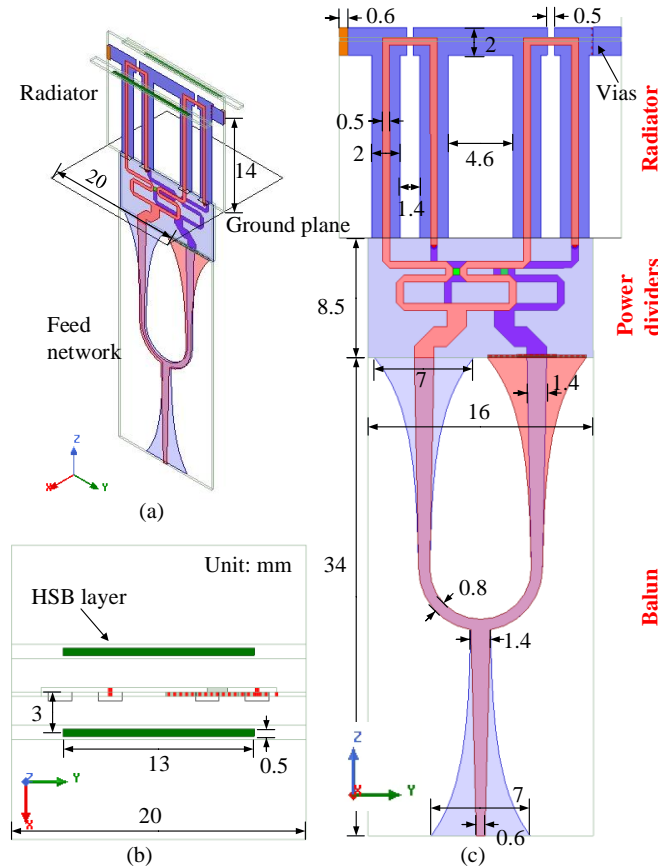 Radiator
20
14
Ground plane
Feed
network
Z
X
Y
(a)
Unit: mm
HSB layer
3
13
0.5
Z
Y
X
20
(b)
0.6
0.5
2
Vias
0.5
2
4.6
1.4
Radiator
8.5
Power
dividers
7
1.4
16
34
0.8
1.4
Balun
Z
X
Y
7
0.6
(c)